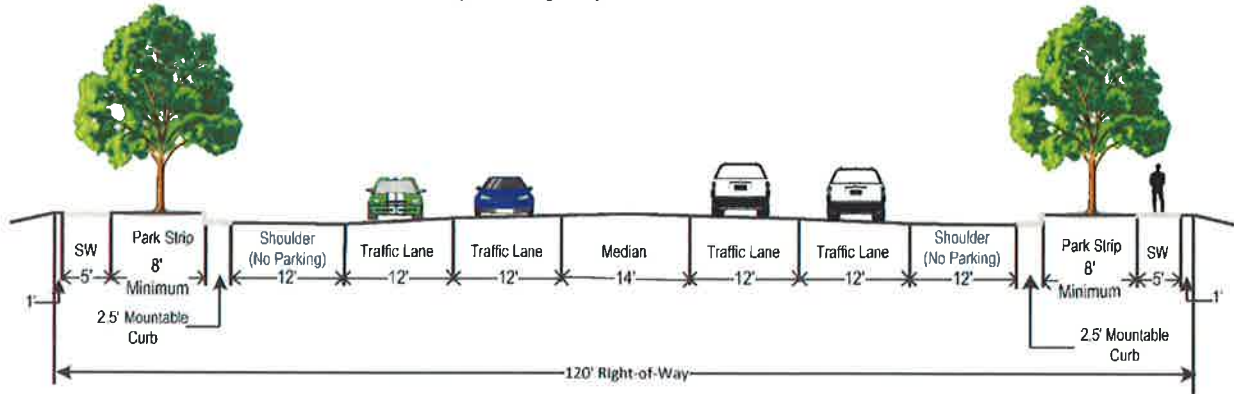 SW
5'
Park Strip
8'
Minimum
Shoulder
(No Parking)
12'
Traffic Lane
12'
Traffic Lane
12'
Median
14'
Traffic Lane
12'
Traffic Lane
12'
Shoulder
(No Parking)
12'
Park Strip
8'
Minimum
SW
5'
1'
2.5' Mountable
Curb
1'
2.5' Mountable
Curb
120' Right-of-Way